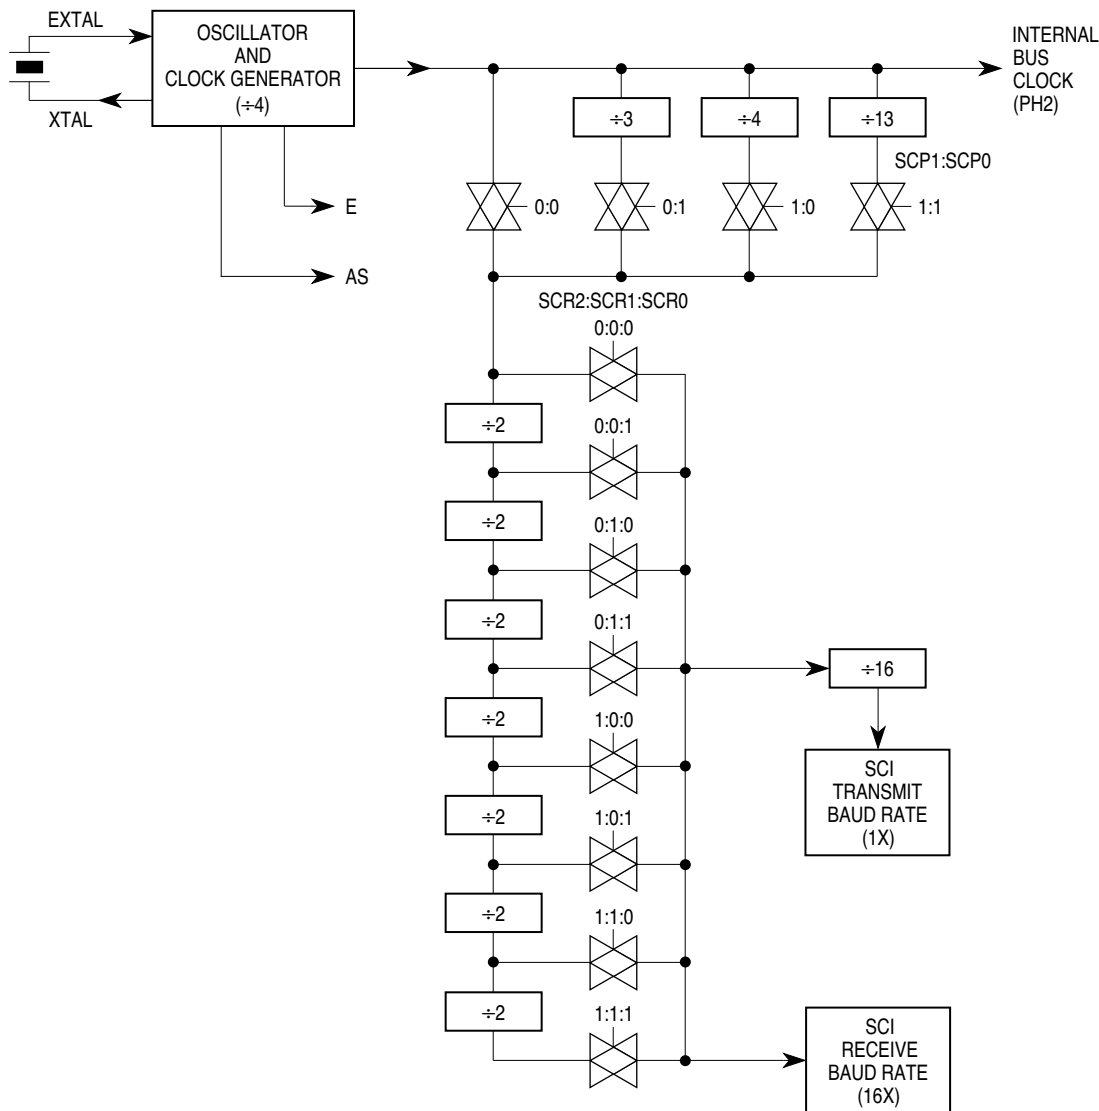 EXTAL
XTAL
OSCILLATOR
AND
CLOCK GENERATOR
(÷4)
INTERNAL
BUS
CLOCK
(PH2)
÷3
÷4
÷13
SCP1:SCP0
0:0
0:1
1:0
1:1
E
AS
SCR2:SCR1:SCR0
0:0:0
÷2
0:0:1
÷2
0:1:0
÷2
0:1:1
÷16
÷2
1:0:0
SCI
TRANSMIT
BAUD RATE
(1X)
÷2
1:0:1
÷2
1:1:0
÷2
1:1:1
SCI
RECEIVE
BAUD RATE
(16X)